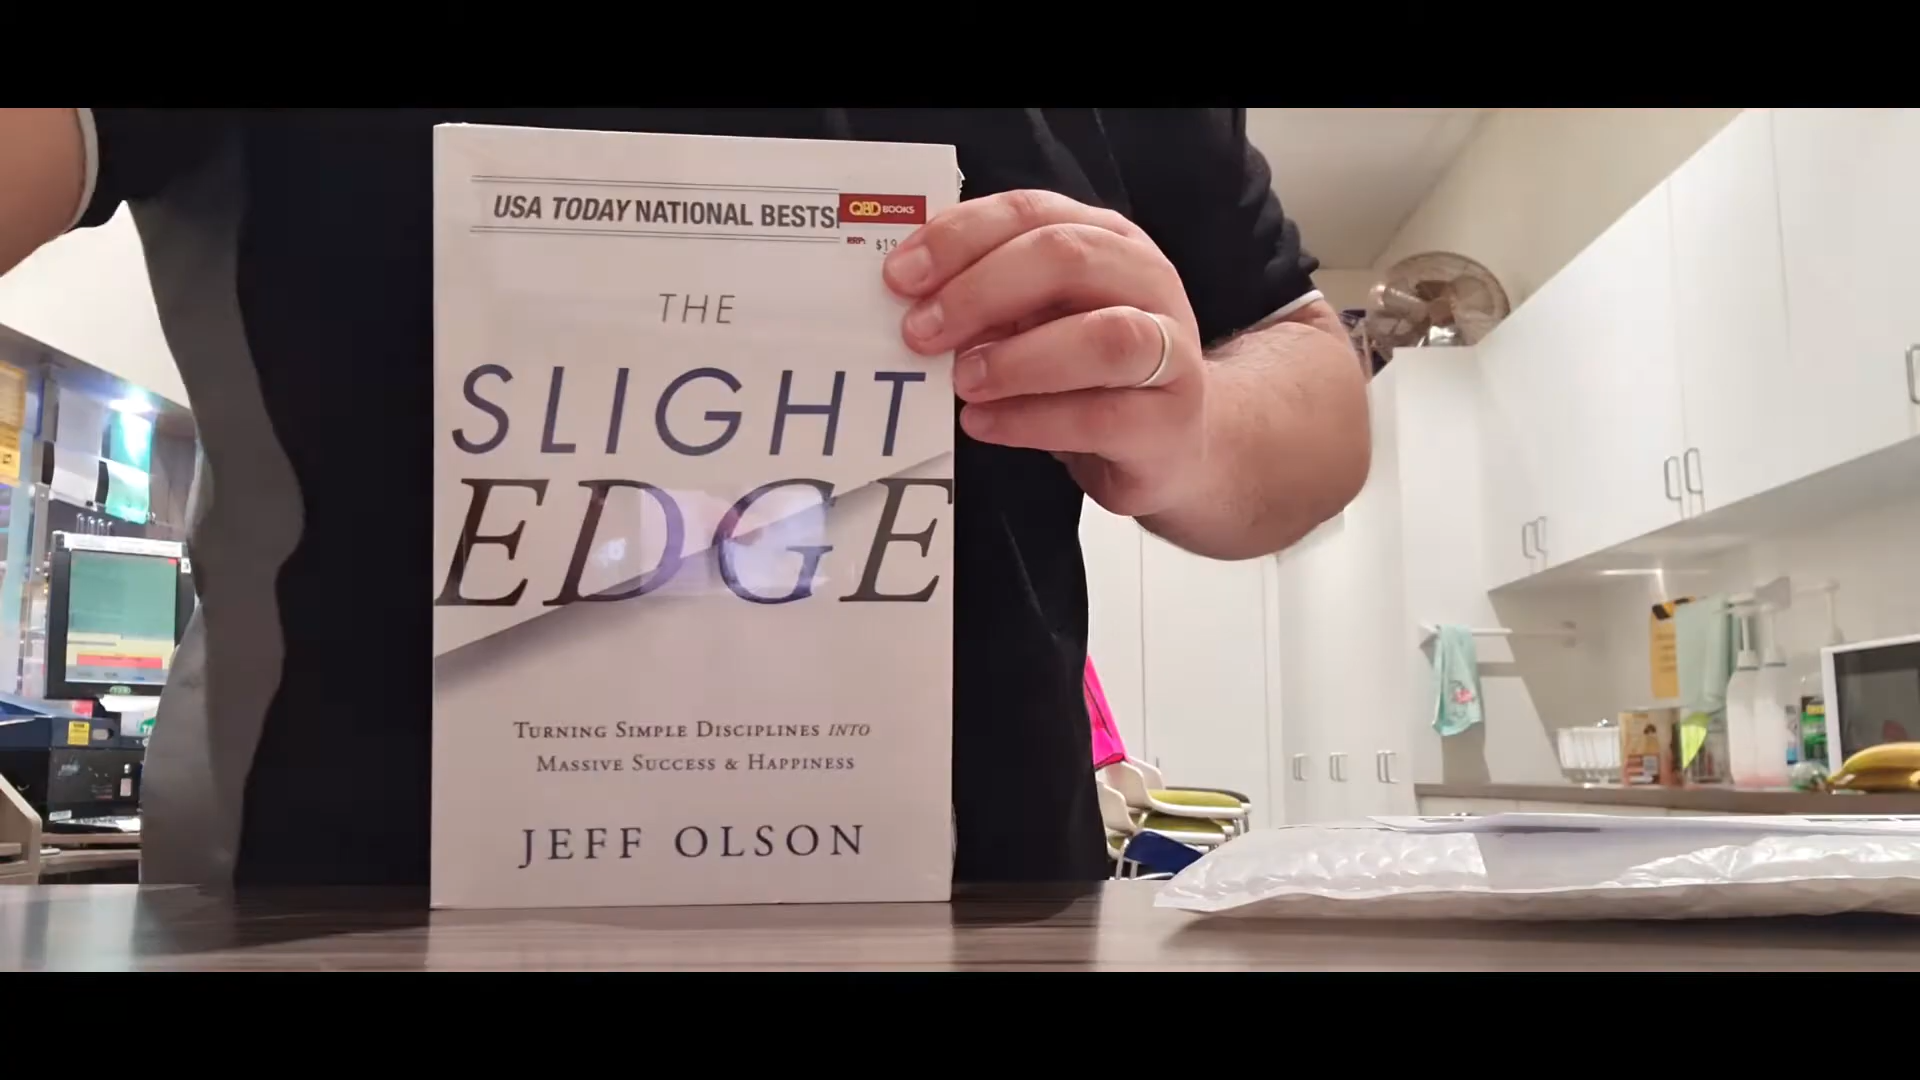 USA TODAY NATIONAL BESTS
QBD BOOKS
RRP: $19
THE
SLIGHT
EDGE
TURNING SIMPLE DISCIPLINES INTO
MASSIVE SUCCESS & HAPPINESS
JEFF OLSON